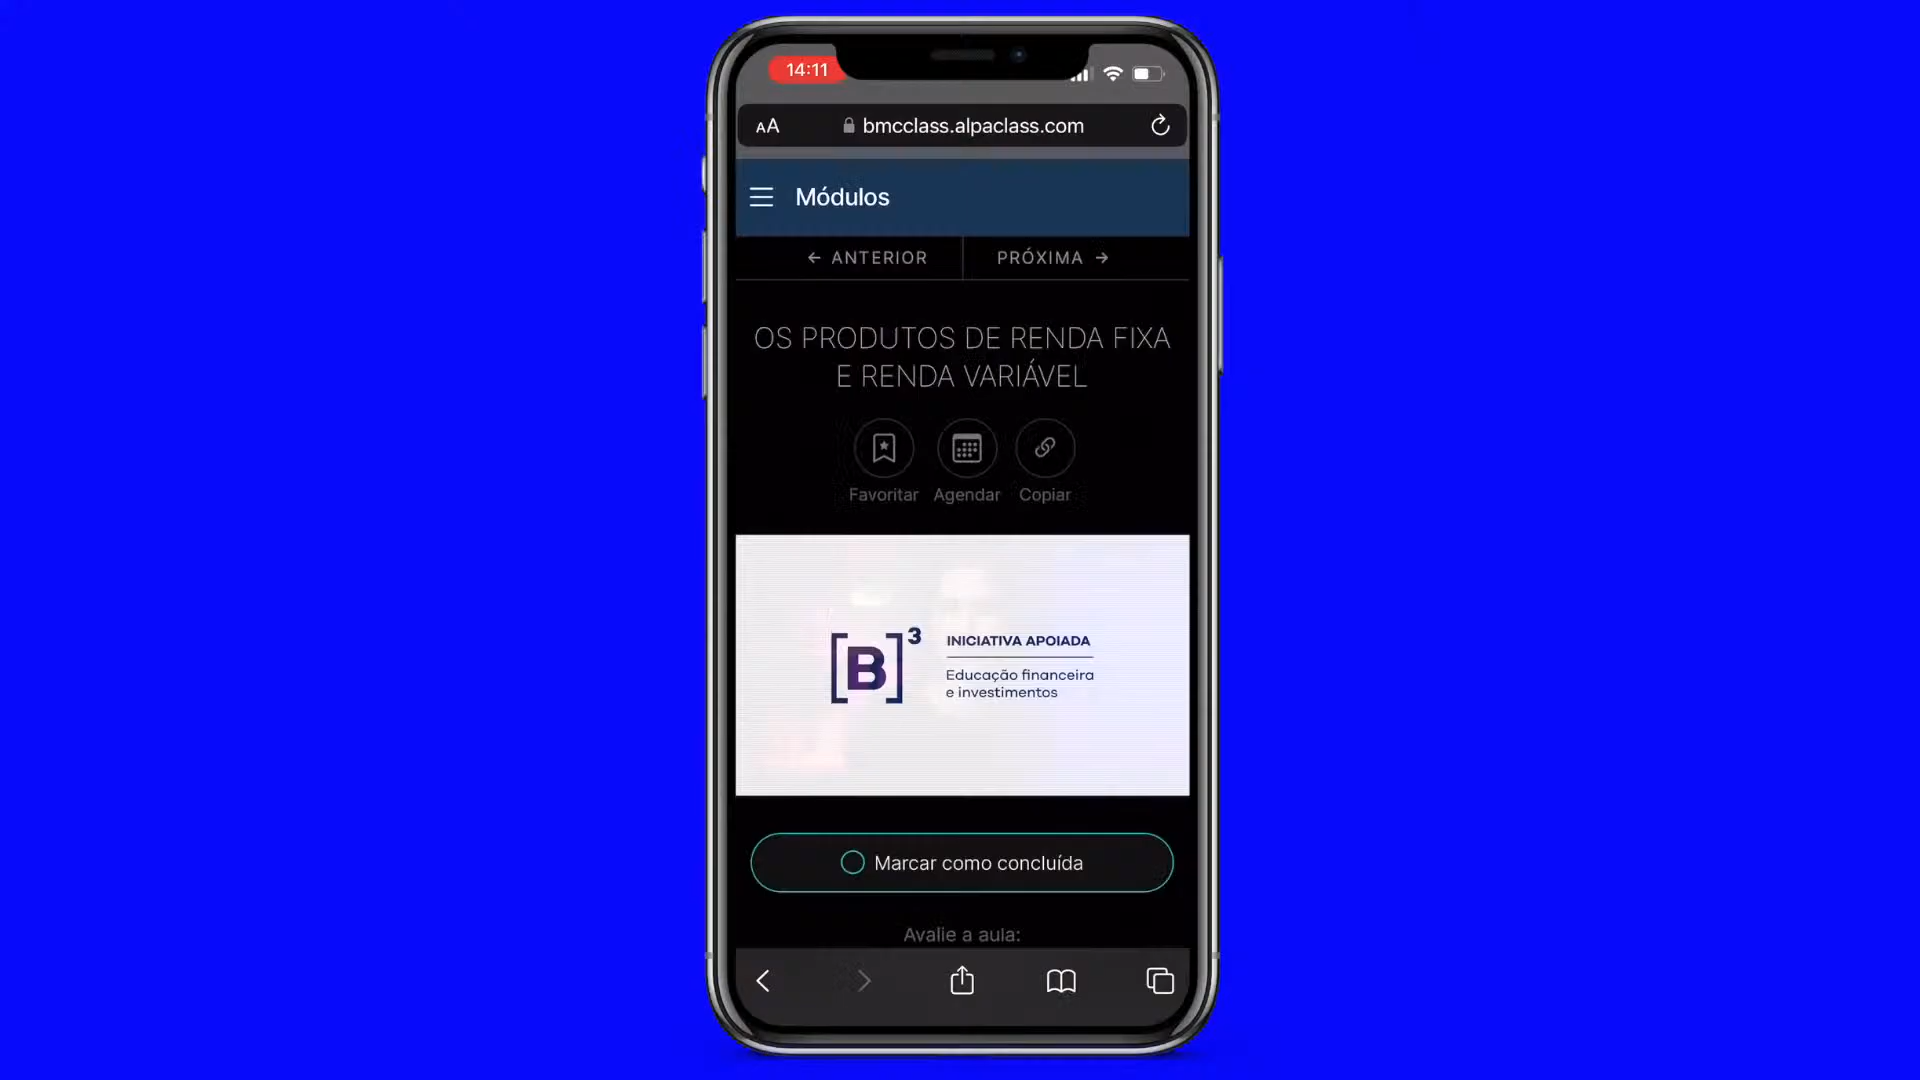 14:11
AA bmcclass.alpaclass.com
Módulos
← ANTERIOR PRÓXIMA →
OS PRODUTOS DE RENDA FIXA
E RENDA VARIÁVEL
Favoritar Agendar Copiar
[B]³ INICIATIVA APOIADA
Educação financeira
e investimentos
Marcar como concluída
Avalie a aula: